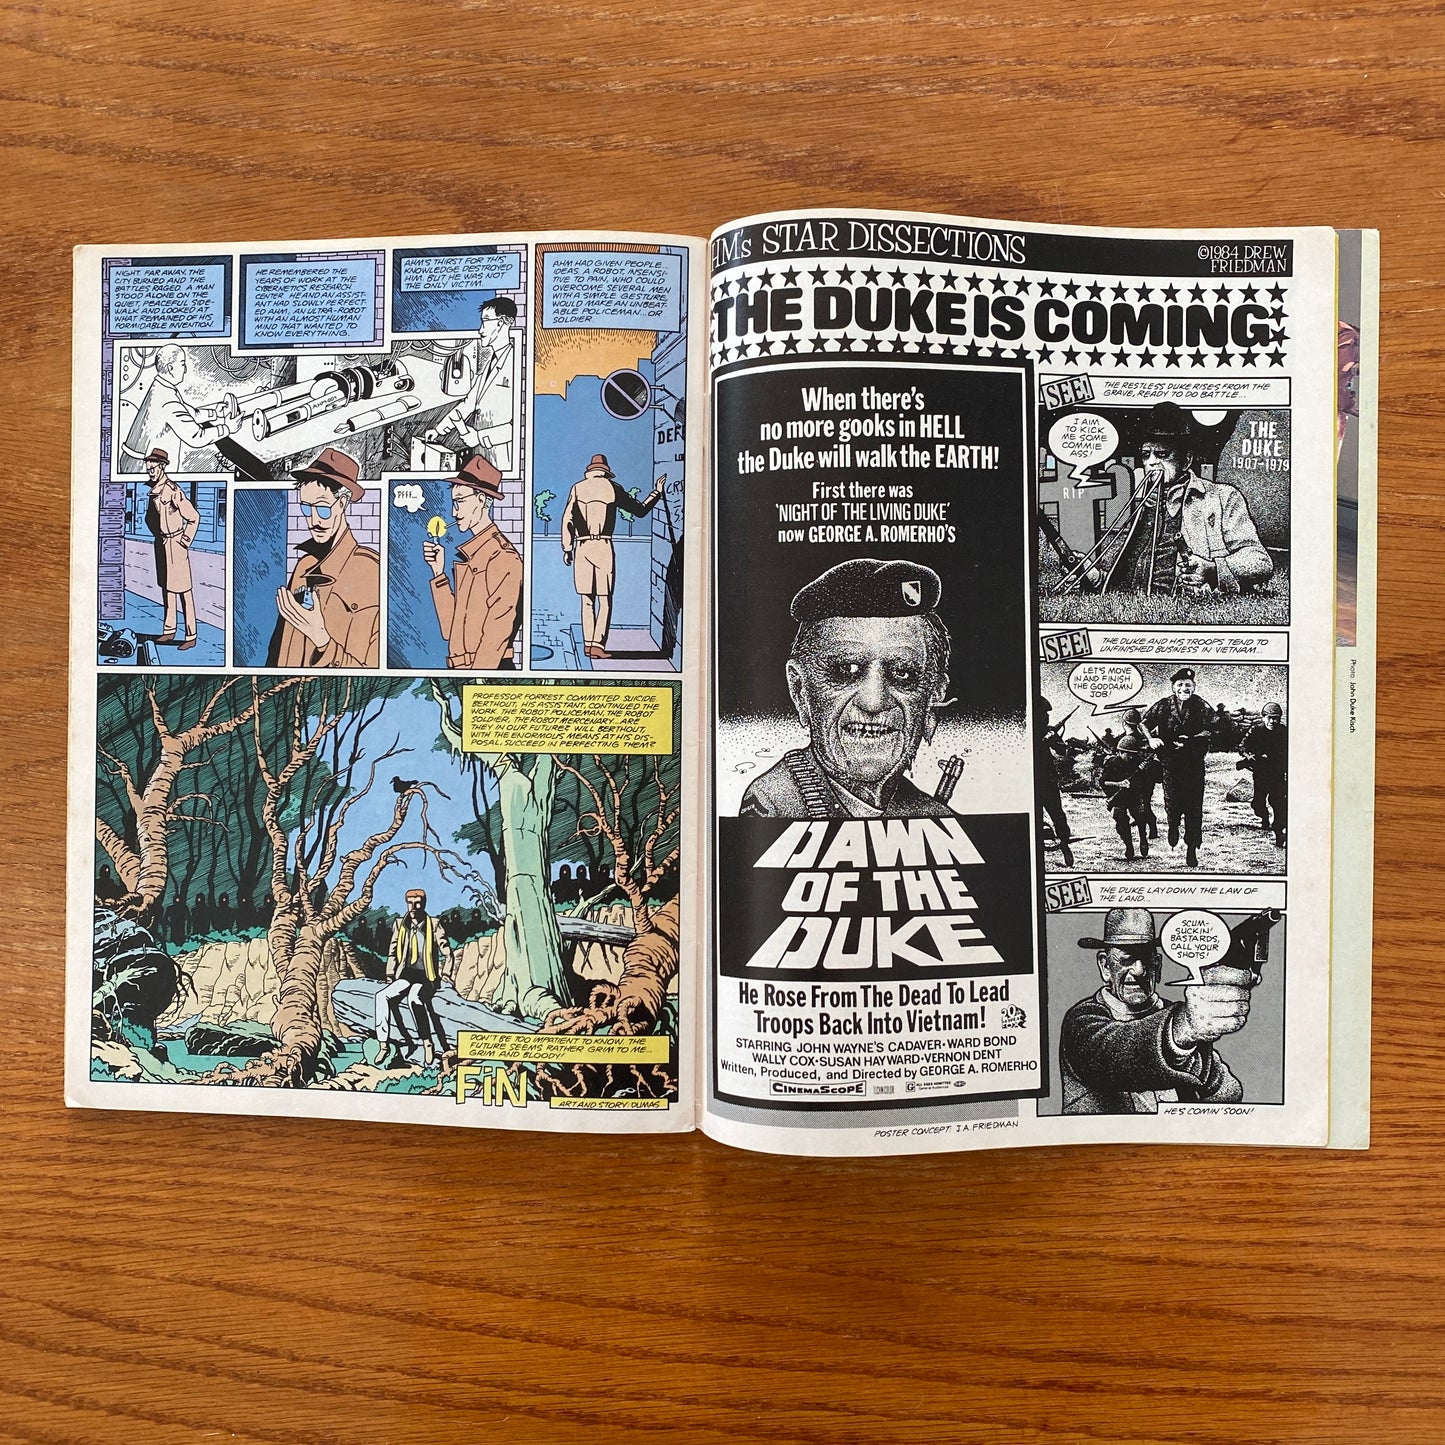 NIGHT. FAR AWAY, THE
CITY BURNED AND THE
BATTLES RAGED. A MAN
STOOD ALONE ON THE
QUIET, PEACEFUL SIDE-
WALK AND LOOKED AT
WHAT REMAINED OF HIS
FORMIDABLE INVENTION.
HE REMEMBERED THE
YEARS OF WORK AT THE
CYBERNETICS RESEARCH
CENTER. HE AND AN ASSIST-
ANT HAD SLOWLY PERFECT-
ED AHM, AN ULTRA-ROBOT
WITH AN ALMOST HUMAN
MIND THAT WANTED TO
KNOW EVERYTHING.
AHM'S THIRST FOR THIS
KNOWLEDGE DESTROYED
HIM. BUT HE WAS NOT
THE ONLY VICTIM.
AHM HAD GIVEN PEOPLE...
IDEAS. A ROBOT, INSENSI-
TIVE TO PAIN, WHO COULD
OVERCOME SEVERAL MEN
WITH A SIMPLE GESTURE,
WOULD MAKE AN UNBEAT-
ABLE POLICEMAN...OR
SOLDIER.
PFFF...
PROFESSOR FORREST COMMITTED SUICIDE.
BERTHOUT, HIS ASSISTANT, CONTINUED THE
WORK. THE ROBOT POLICEMAN, THE ROBOT
SOLDIER, THE ROBOT MERCENARY...ARE
THEY IN OUR FUTURE? WILL BERTHOUT,
WITH THE ENORMOUS MEANS AT HIS DIS-
POSAL, SUCCEED IN PERFECTING THEM?
DON'T BE TOO IMPATIENT TO KNOW. THE
FUTURE SEEMS RATHER GRIM TO ME...
GRIM AND BLOODY!
FIN
ART AND STORY: DUMAS
HM's STAR DISSECTIONS
©1984 DREW
FRIEDMAN
THE DUKE IS COMING
When there's
no more gooks in HELL
the Duke will walk the EARTH!
First there was
'NIGHT OF THE LIVING DUKE'
now GEORGE A. ROMERHO'S
DAWN
OF THE
DUKE
He Rose From The Dead To Lead
Troops Back Into Vietnam!
STARRING JOHN WAYNE'S CADAVER • WARD BOND
WALLY COX • SUSAN HAYWARD • VERNON DENT
Written, Produced, and Directed by GEORGE A. ROMERHO
CINEMASCOPE
POSTER CONCEPT: J.A. FRIEDMAN
SEE!
THE RESTLESS DUKE RISES FROM THE
GRAVE, READY TO DO BATTLE...
I AIM
TO KICK
ME SOME
COMMIE
ASS!
RIP
THE
DUKE
1907-1979
SEE!
THE DUKE AND HIS TROOPS TEND TO
UNFINISHED BUSINESS IN VIETNAM...
LET'S MOVE
IN AND FINISH
THE GODDAMN
JOB!
SEE!
THE DUKE LAY DOWN THE LAW OF
THE LAND...
SCUM-
SUCKIN'
BASTARDS,
CALL YOUR
SHOTS!
HE'S COMIN' SOON!
Photo: John Duke Kisch